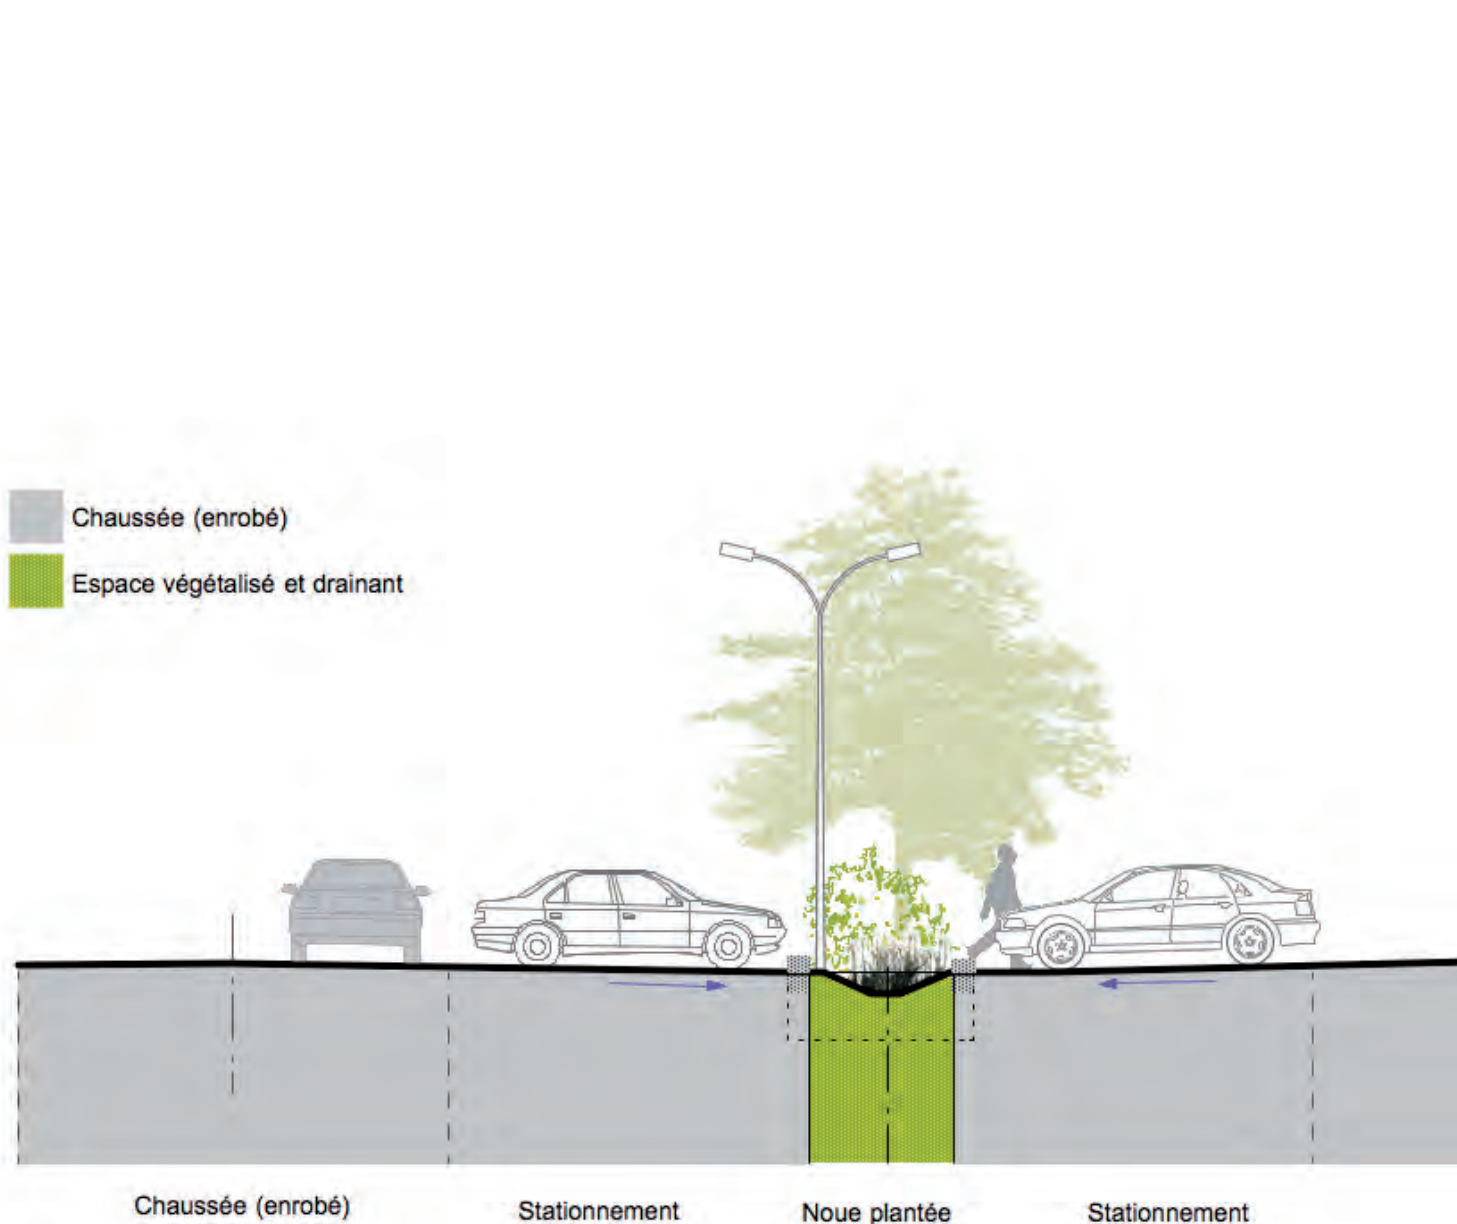 Chaussée (enrobé)
Espace végétalisé et drainant
Chaussée (enrobé)
Stationnement
Noue plantée
Stationnement